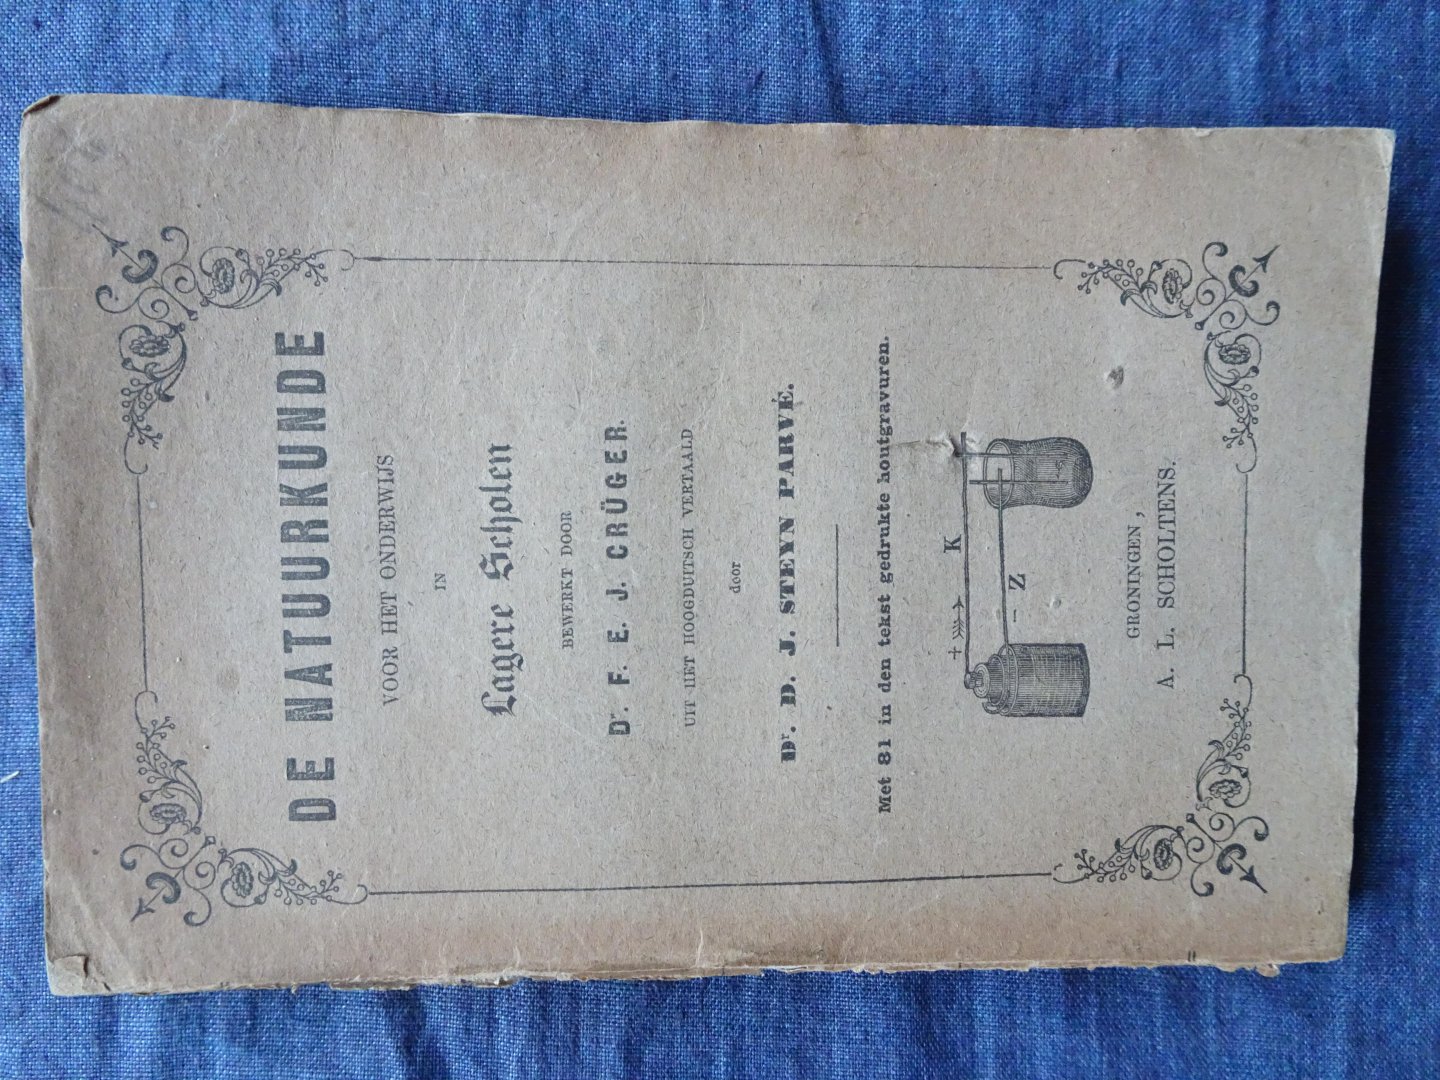 DE NATUURKUNDE
VOOR HET ONDERWIJS
IN
Lagere Scholen
BEWERKT DOOR
Dr. F. E. J. CRÜGER.
UIT HET HOOGDUITSCH VERTAALD
door
Dr. D. J. STEYN PARVÉ.
Met 81 in den tekst gedrukte houtgravuren.
+ K
– Z
GRONINGEN,
A. L. SCHOLTENS.